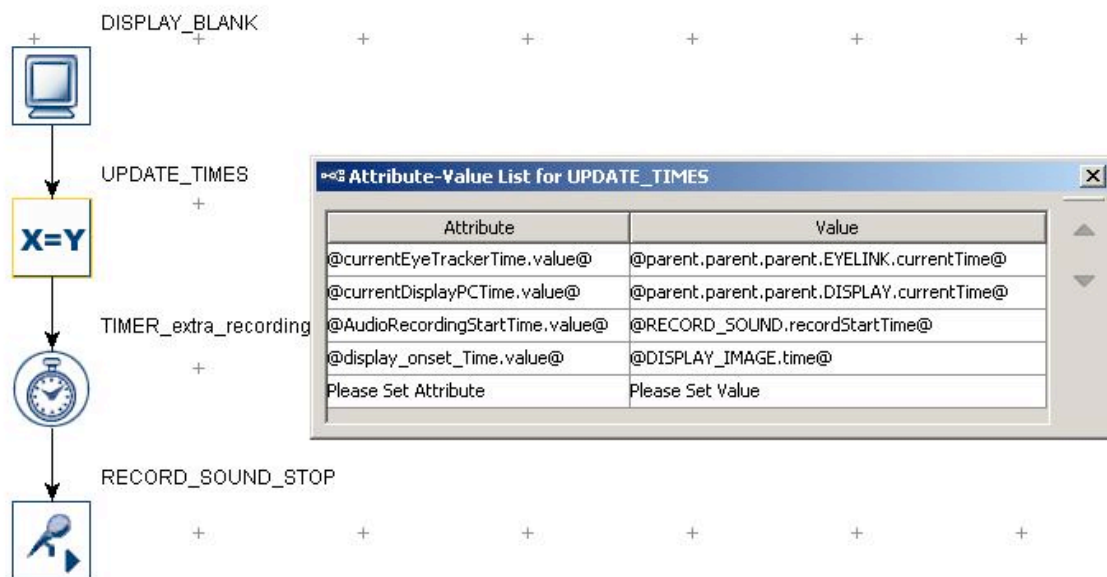 DISPLAY_BLANK
UPDATE_TIMES
X=Y
TIMER_extra_recording
RECORD_SOUND_STOP
Attribute-Value List for UPDATE_TIMES
Attribute Value
@currentEyeTrackerTime.value@ @parent.parent.parent.EYELINK.currentTime@
@currentDisplayPCTime.value@ @parent.parent.parent.DISPLAY.currentTime@
@AudioRecordingStartTime.value@ @RECORD_SOUND.recordStartTime@
@display_onset_Time.value@ @DISPLAY_IMAGE.time@
Please Set Attribute Please Set Value